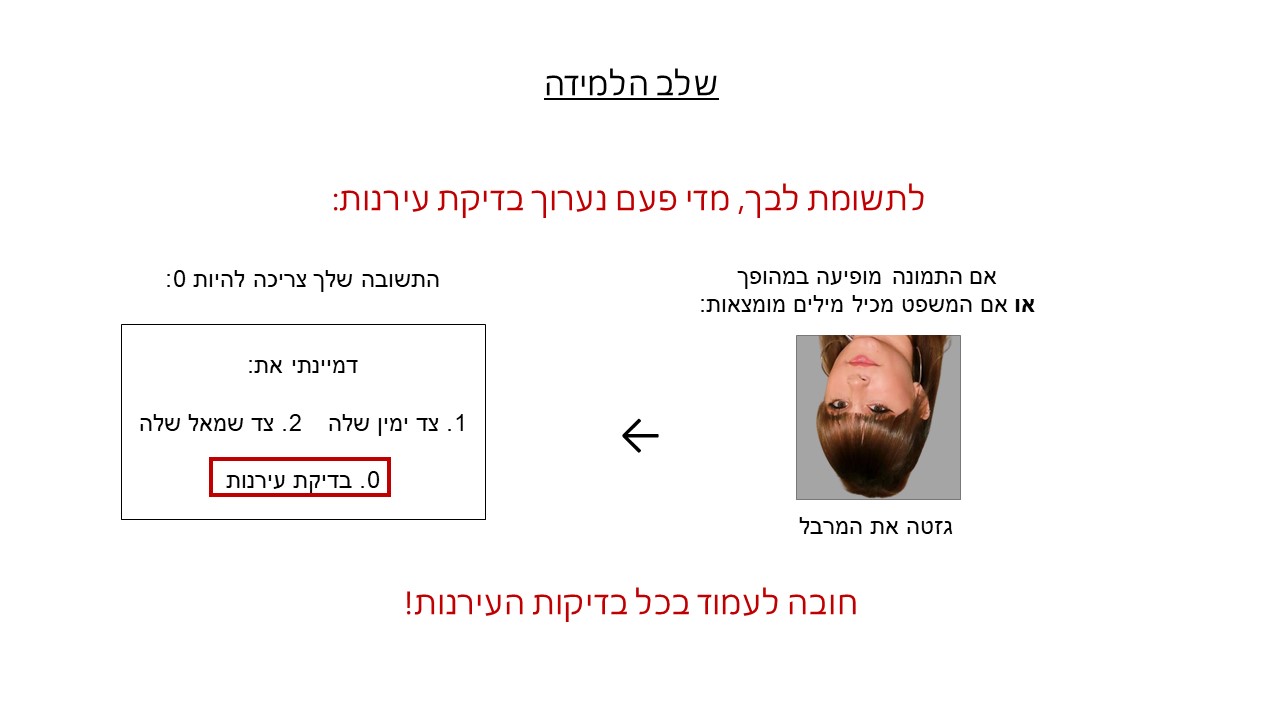 שלב הלמידה
לתשומת לבך, מדי פעם נערוך בדיקת עירנות:
אם התמונה מופיעה במהופך
או אם המשפט מכיל מילים מומצאות:
גזטה את המרבל
התשובה שלך צריכה להיות 0:
דמיינתי את:
1. צד ימין שלה 2. צד שמאל שלה
0. בדיקת עירנות
חובה לעמוד בכל בדיקות העירנות!